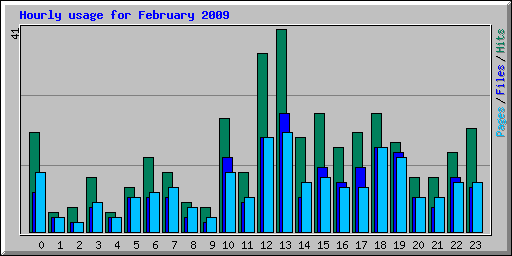 Hourly usage for February 2009
41
Pages/Files/Hits
0 1 2 3 4 5 6 7 8 9 10 11 12 13 14 15 16 17 18 19 20 21 22 23